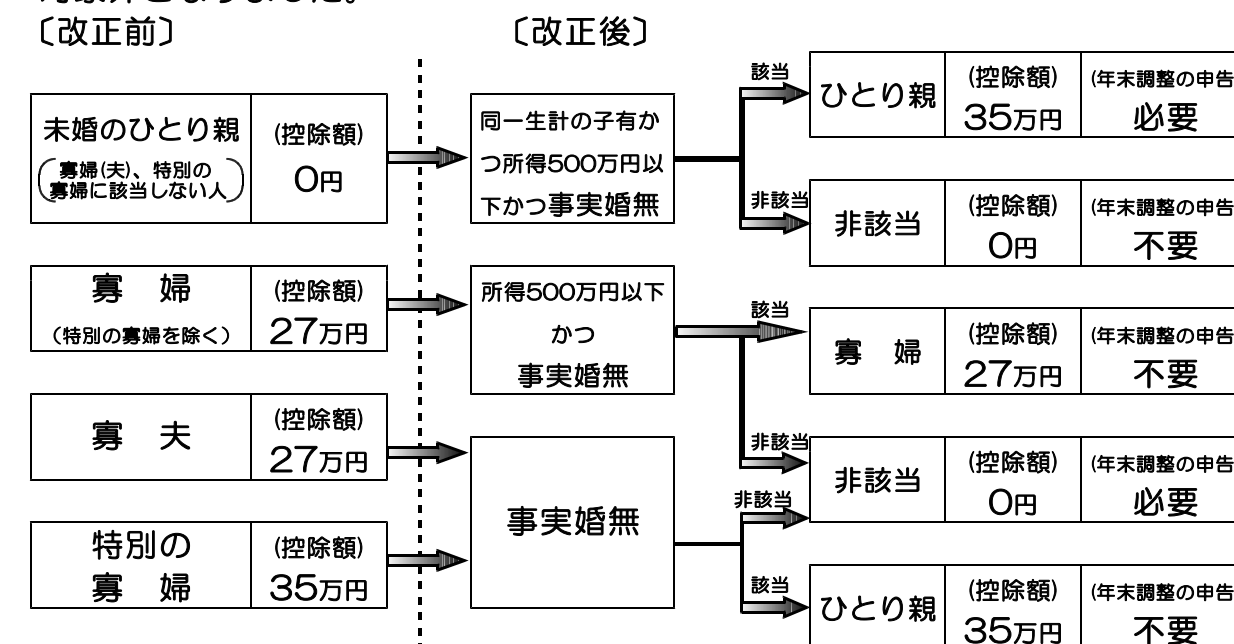 〔改正前〕
〔改正後〕
未婚のひとり親
(寡婦(夫)、特別の
寡婦に該当しない人)
(控除額)
0円
同一生計の子有か
つ所得500万円以
下かつ事実婚無
該当
ひとり親
(控除額)
35万円
(年末調整の申告
必要
非該当
非該当
(控除額)
0円
(年末調整の申告
不要
寡 婦
(特別の寡婦を除く)
(控除額)
27万円
所得500万円以下
かつ
事実婚無
該当
寡 婦
(控除額)
27万円
(年末調整の申告
不要
寡 夫
(控除額)
27万円
特別の
寡 婦
(控除額)
35万円
事実婚無
非該当
非該当
非該当
(控除額)
0円
(年末調整の申告
必要
該当
ひとり親
(控除額)
35万円
(年末調整の申告
不要